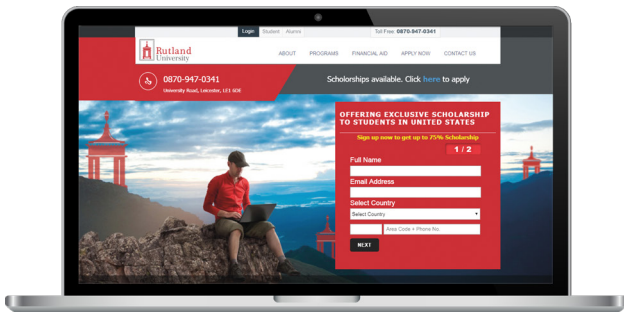 Login Student Alumni
Toll Free: 0870-947-0341
Rutland
University
ABOUT PROGRAMS FINANCIAL AID APPLY NOW CONTACT US
0870-947-0341
University Road, Leicester, LE1 5DE
Scholorships available. Click here to apply
OFFERING EXCLUSIVE SCHOLARSHIP
TO STUDENTS IN UNITED STATES
Sign up now to get up to 75% Scholarship
1 / 2
Full Name
Email Address
Select Country
Select Country
Area Code + Phone No.
NEXT